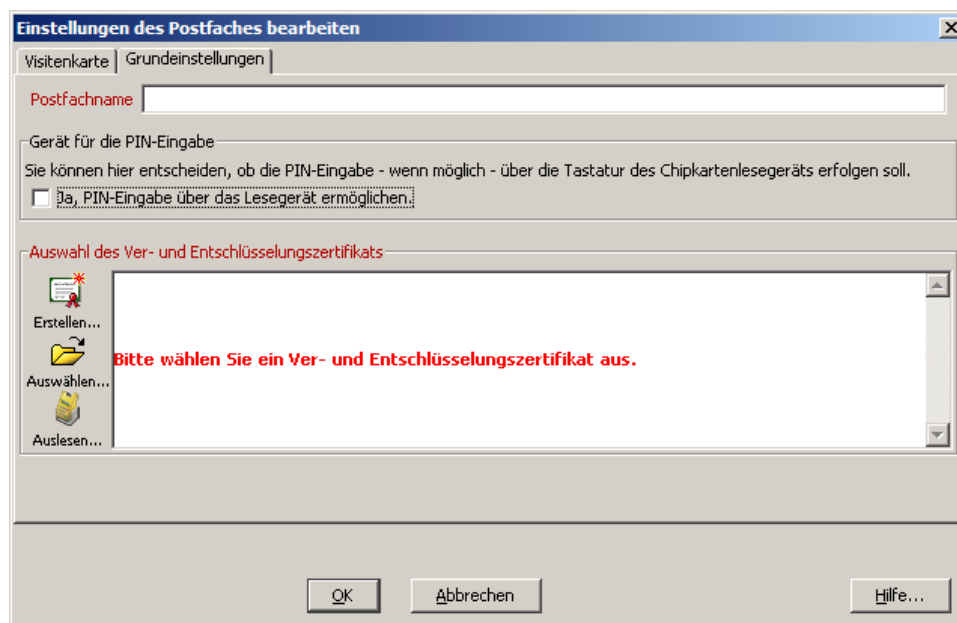 Einstellungen des Postfaches bearbeiten
Visitenkarte Grundeinstellungen
Postfachname
Gerät für die PIN-Eingabe
Sie können hier entscheiden, ob die PIN-Eingabe - wenn möglich - über die Tastatur des Chipkartenlesegeräts erfolgen soll.
Ja, PIN-Eingabe über das Lesegerät ermöglichen.
Auswahl des Ver- und Entschlüsselungszertifikats
Erstellen...
Bitte wählen Sie ein Ver- und Entschlüsselungszertifikat aus.
Auswählen...
Auslesen...
OK Abbrechen Hilfe...